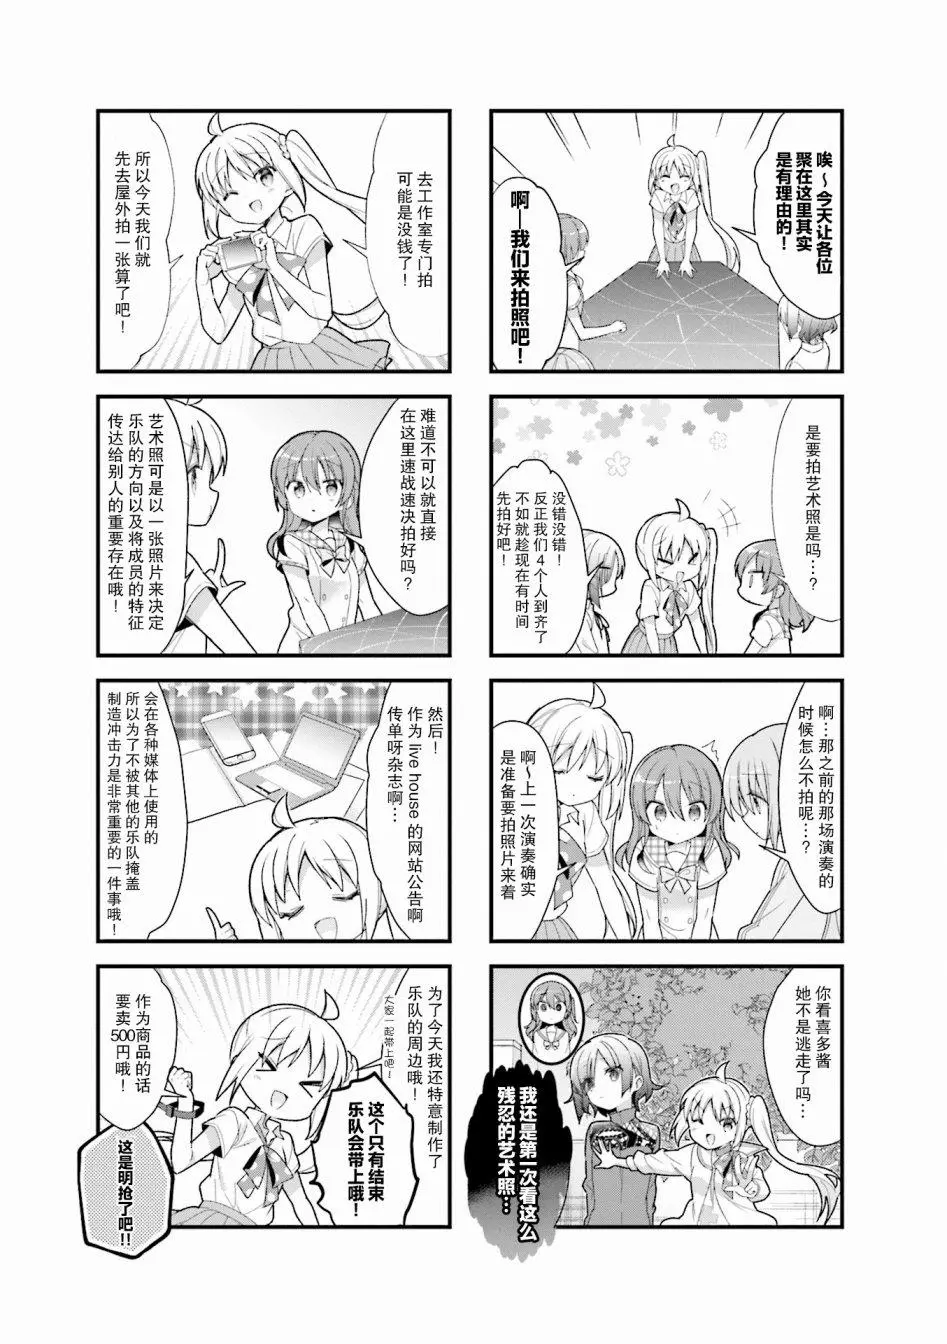 唉～今天让各位
聚在这里其实
是有理由的！
啊—我们来拍照吧！
是要拍艺术照是吗…？
没错没错！
反正我们4个人到齐了
不如就趁现在有时间
先拍好吧！
啊…那之前的那场演奏的
时候怎么不拍呢…？
啊～上一次演奏确实
是准备要拍照片来着
你看喜多酱
她不是逃走了吗…
我还是第一次看这么
残忍的艺术照…
去工作室专门拍
可能是没钱了！
所以今天我们就
先去屋外拍一张算了吧！
难道不可以就直接
在这里速战速决拍好吗？
艺术照可是以一张照片来决定
乐队的方向以及将成员的特征
传达给别人的重要存在哦！
然后！
作为 live house 的网站公告啊
传单呀杂志啊…
会在各种媒体上使用的
所以为了不被其他的乐队掩盖
制造冲击力是非常重要的一件事哦！
为了今天我还特意制作了
乐队的周边哦！
大家一起带上吧～
这个只有结束
乐队会带上哦！
作为商品的话
要卖500円哦！
这是明抢了吧!!